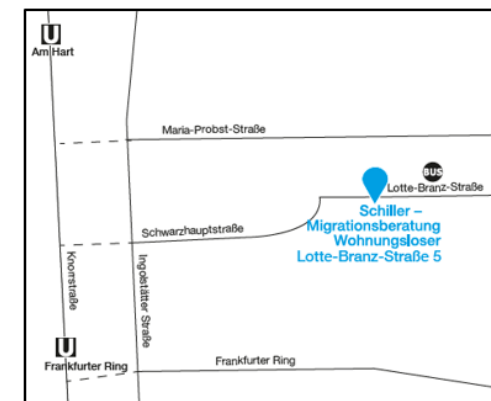 U
Am Hart
Maria-Probst-Straße
BUS
Lotte-Branz-Straße
Schiller –
Migrationsberatung
Wohnungsloser
Lotte-Branz-Straße 5
Schwarzhauptstraße
Knorrstraße
Ingolstätter Straße
U
Frankfurter Ring
Frankfurter Ring